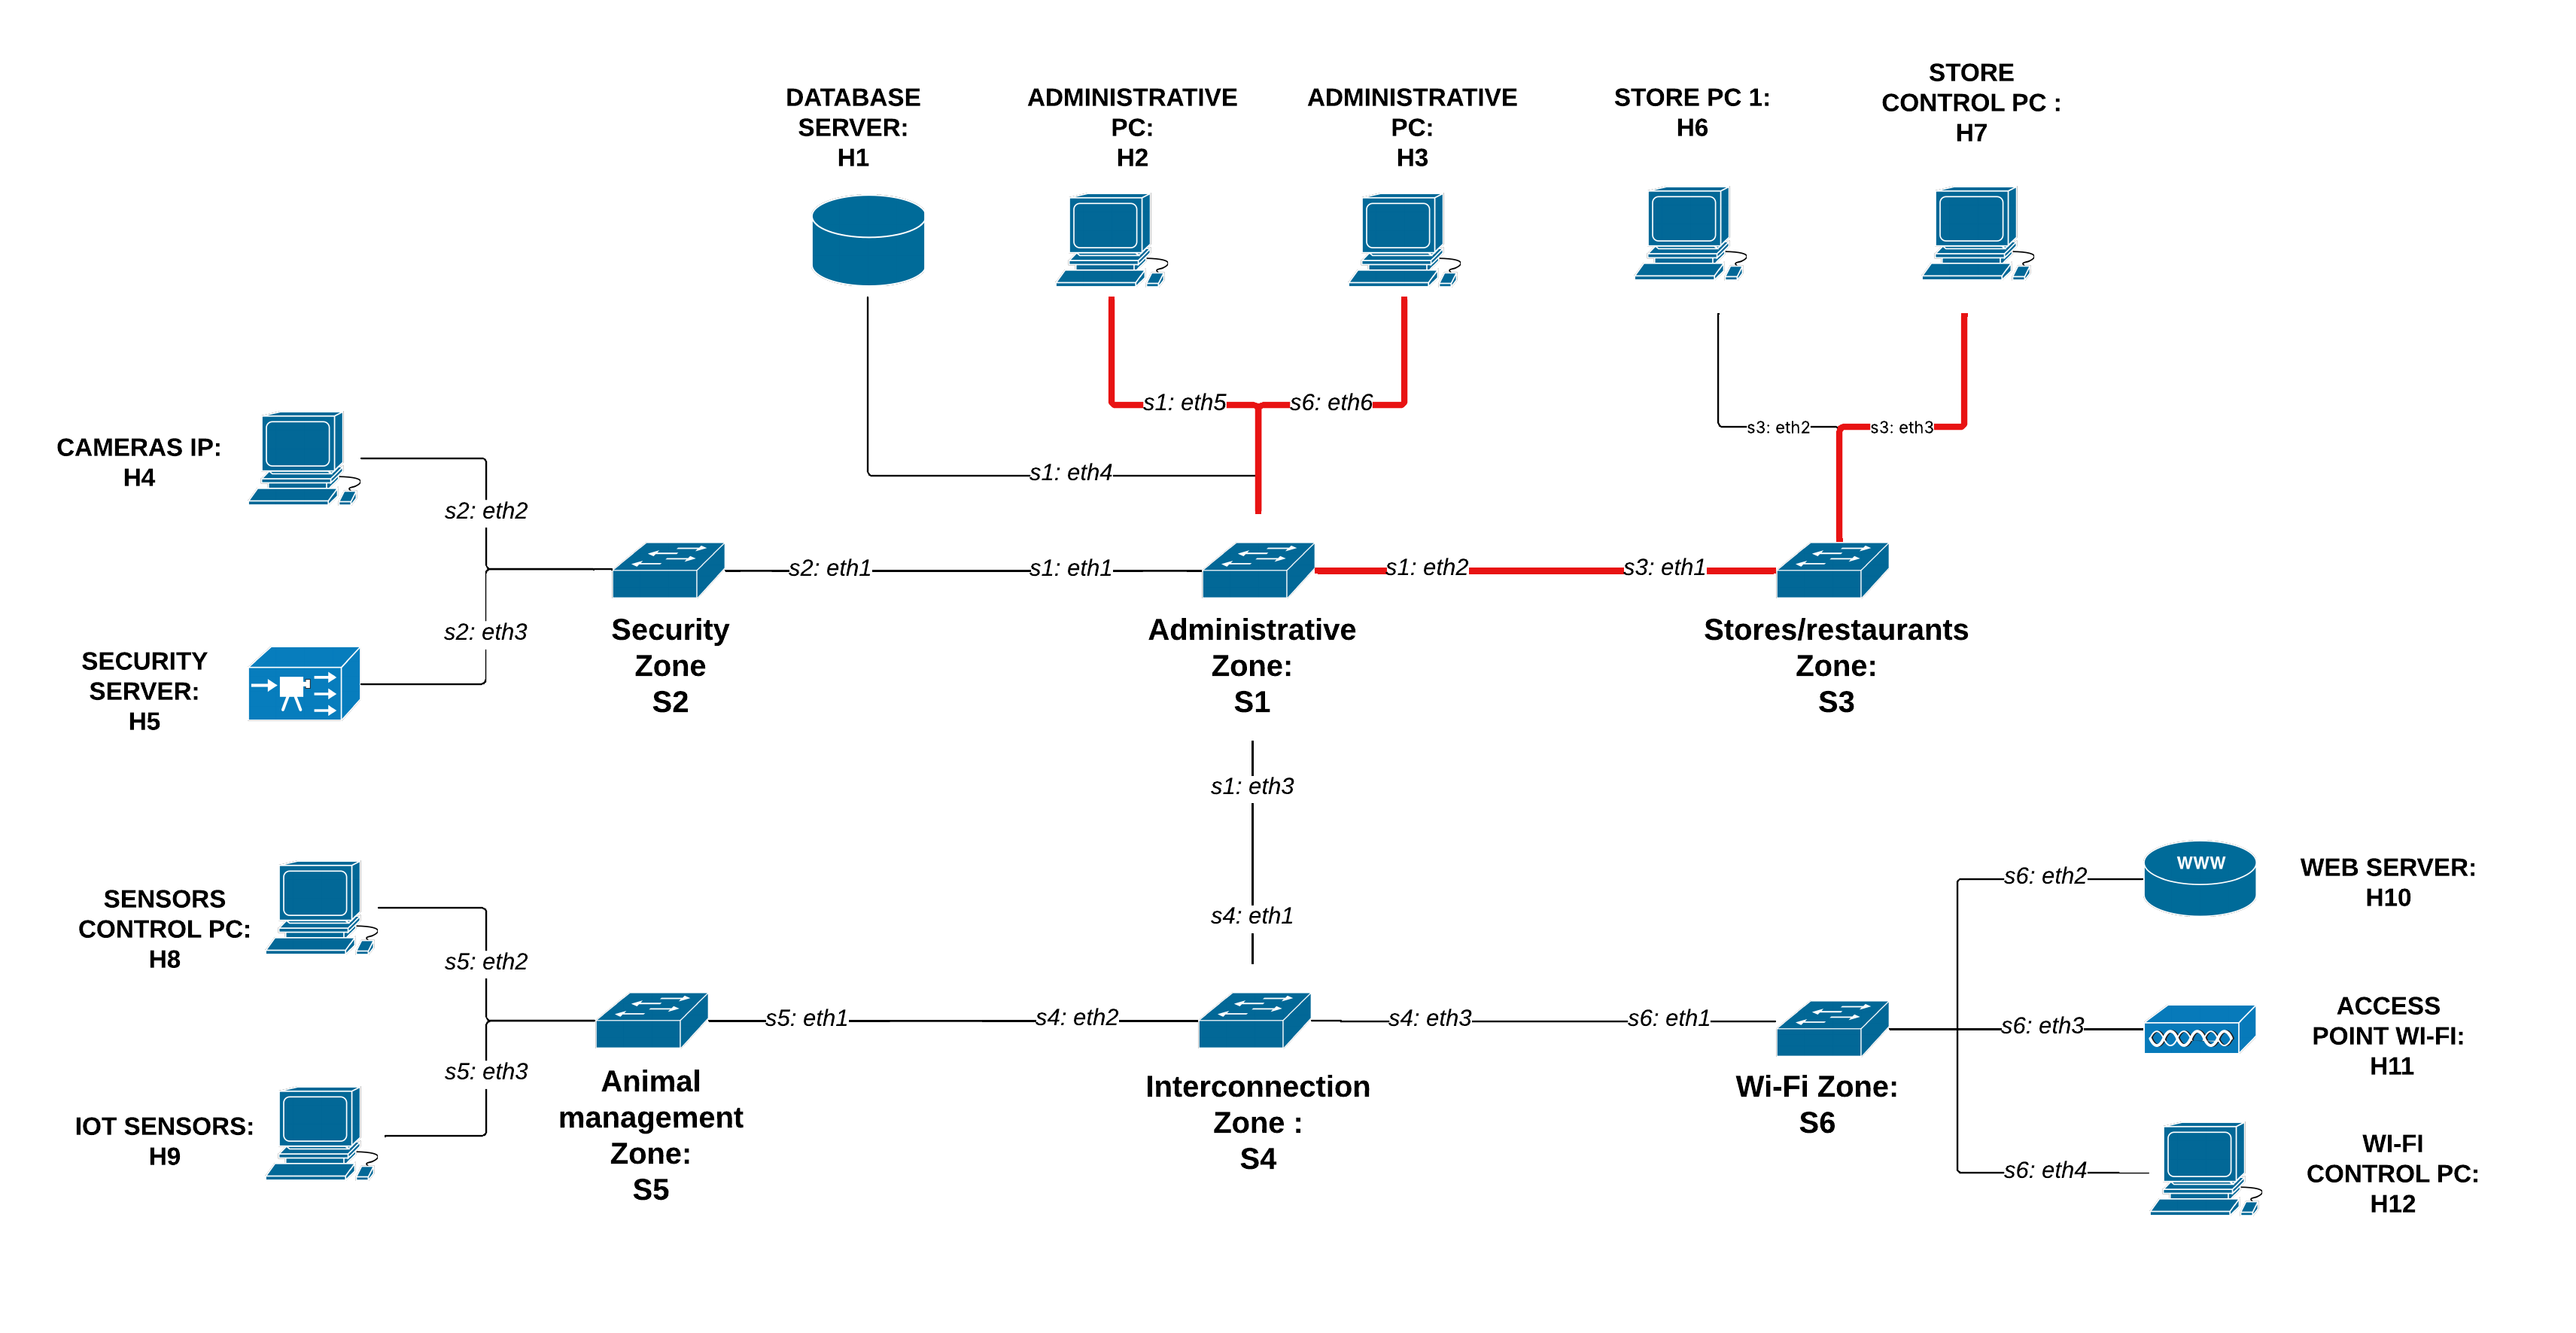 DATABASE
SERVER:
H1
ADMINISTRATIVE
PC:
H2
ADMINISTRATIVE
PC:
H3
STORE PC 1:
H6
STORE
CONTROL PC :
H7
s1: eth5
s6: eth6
s3: eth2
s3: eth3
s1: eth4
CAMERAS IP:
H4
s2: eth2
s2: eth3
SECURITY
SERVER:
H5
s2: eth1
s1: eth1
s1: eth2
s3: eth1
Security
Zone
S2
Administrative
Zone:
S1
Stores/restaurants
Zone:
S3
s1: eth3
s4: eth1
SENSORS
CONTROL PC:
H8
s5: eth2
s5: eth3
IOT SENSORS:
H9
s5: eth1
s4: eth2
s4: eth3
s6: eth1
Animal
management
Zone:
S5
Interconnection
Zone :
S4
Wi-Fi Zone:
S6
s6: eth2
WWW
WEB SERVER:
H10
s6: eth3
ACCESS
POINT WI-FI:
H11
s6: eth4
WI-FI
CONTROL PC:
H12